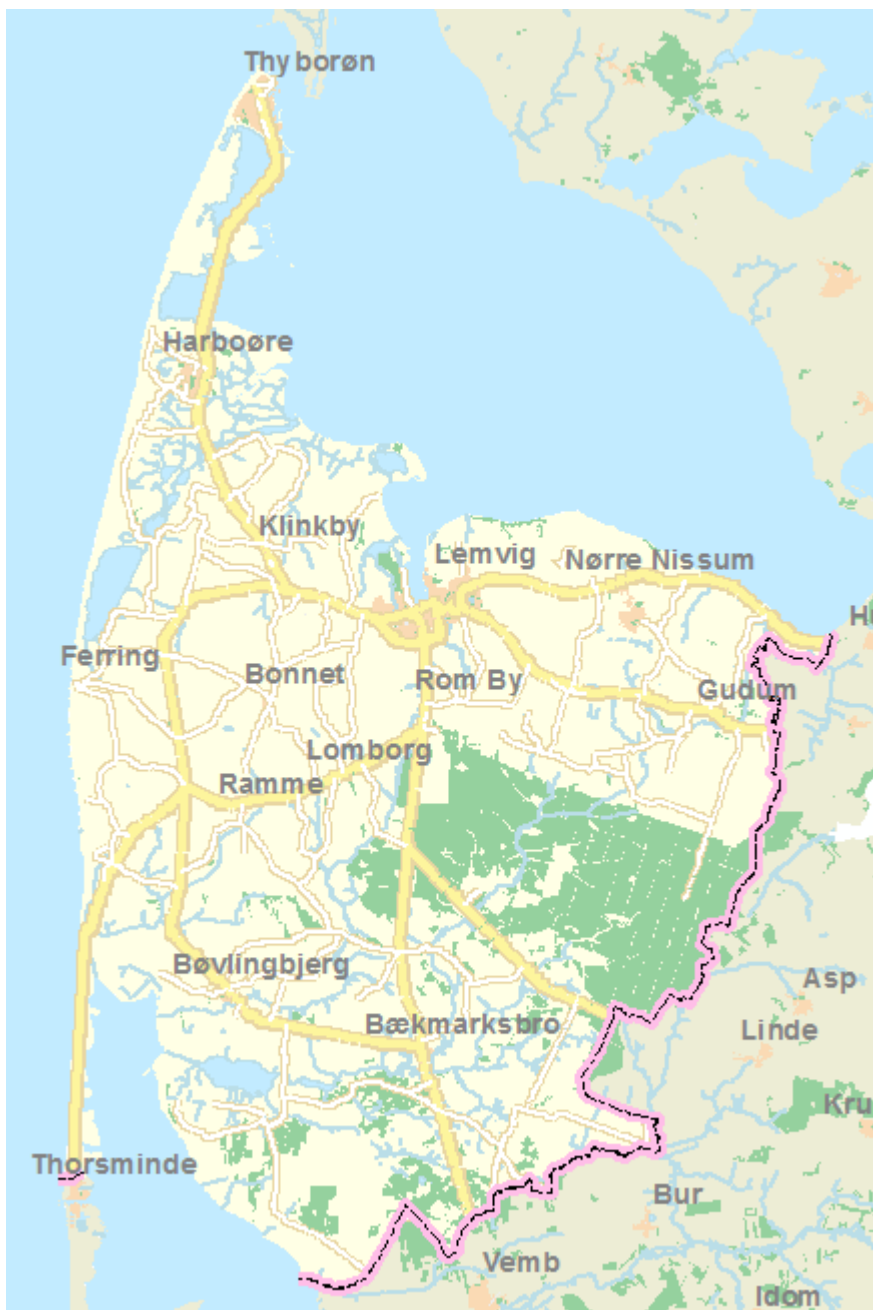 Thyborøn
Harboøre
Klinkby
Lemvig
Nørre Nissum
Ferring
Bonnet
Rom By
Gudum
Lomborg
Ramme
Bøvlingbjerg
Asp
Bækmarksbro
Linde
Kru
Thorsminde
Bur
Vemb
Idom